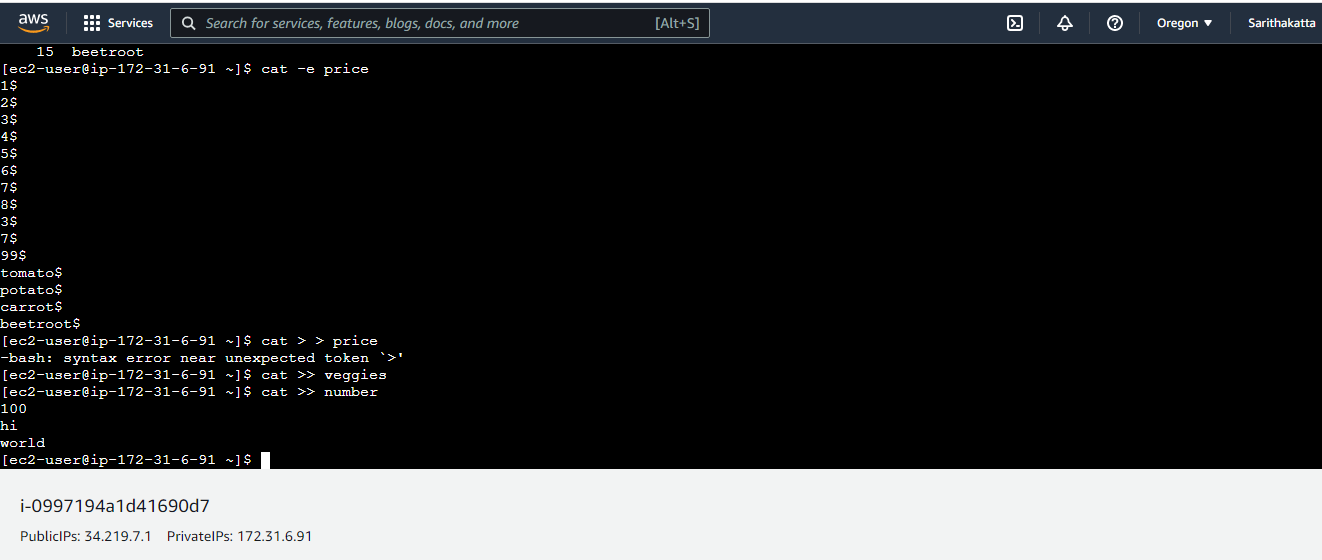 aws Services Search for services, features, blogs, docs, and more [Alt+S] Oregon ▼ Sarithakatta
15  beetroot
[ec2-user@ip-172-31-6-91 ~]$ cat -e price
1$
2$
3$
4$
5$
6$
7$
8$
3$
7$
99$
tomato$
potato$
carrot$
beetroot$
[ec2-user@ip-172-31-6-91 ~]$ cat > > price
-bash: syntax error near unexpected token `>'
[ec2-user@ip-172-31-6-91 ~]$ cat >> veggies
[ec2-user@ip-172-31-6-91 ~]$ cat >> number
100
hi
world
[ec2-user@ip-172-31-6-91 ~]$
i-0997194a1d41690d7
PublicIPs: 34.219.7.1 PrivateIPs: 172.31.6.91